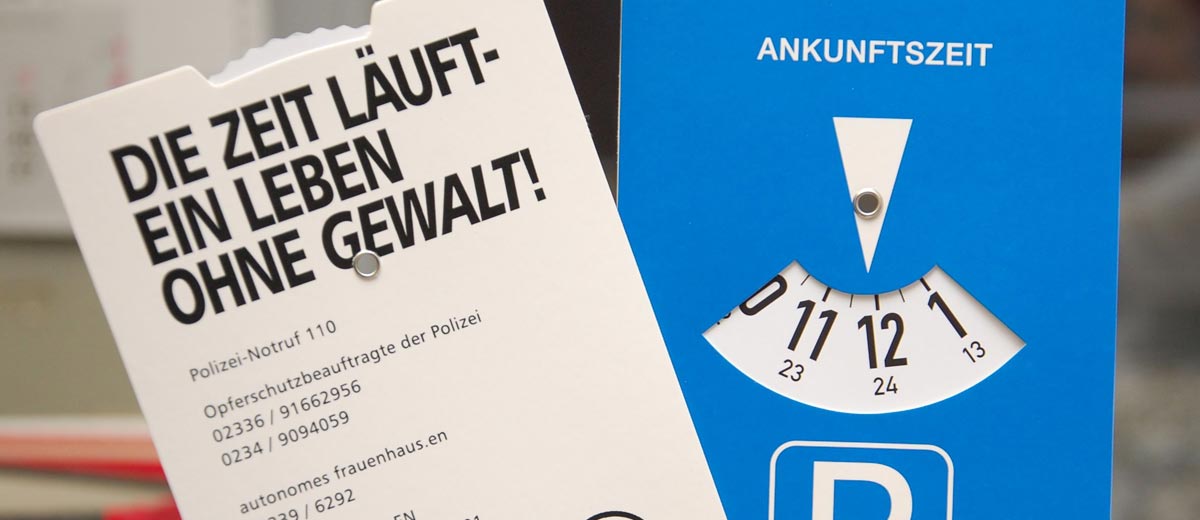 DIE ZEIT LÄUFT-
EIN LEBEN
OHNE GEWALT!
Polizei-Notruf 110
Opferschutzbeauftragte der Polizei
02336 / 91662956
0234 / 9094059
autonomes frauenhaus.en
/ 6292
ANKUNFTSZEIT
11 12 1
23 24 13
P